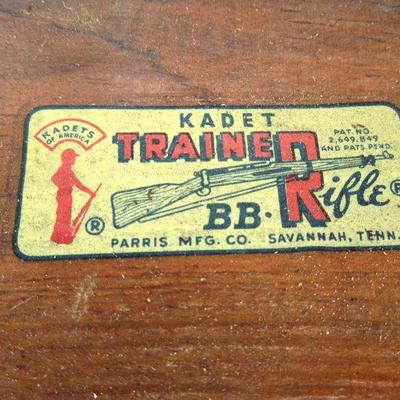 KADETS
OF AMERICA
KADET
TRAINER
PAT. NO.
2,649,849
AND PATS. PEND.
BB· Rifle®
®
PARRIS MFG. CO. SAVANNAH, TENN.